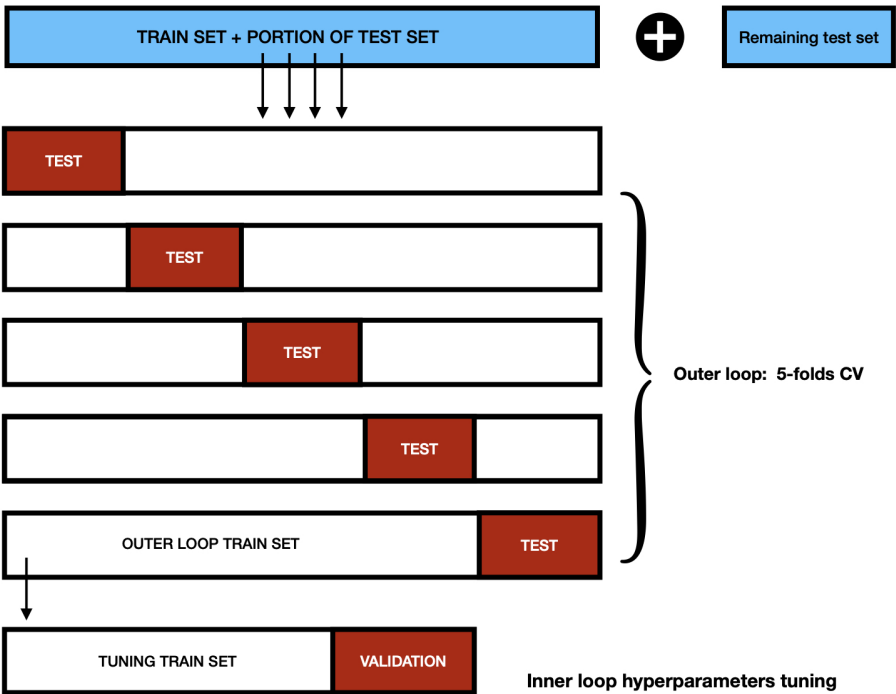 TRAIN SET + PORTION OF TEST SET
Remaining test set
TEST
TEST
TEST
Outer loop: 5-folds CV
TEST
OUTER LOOP TRAIN SET
TEST
TUNING TRAIN SET
VALIDATION
Inner loop hyperparameters tuning